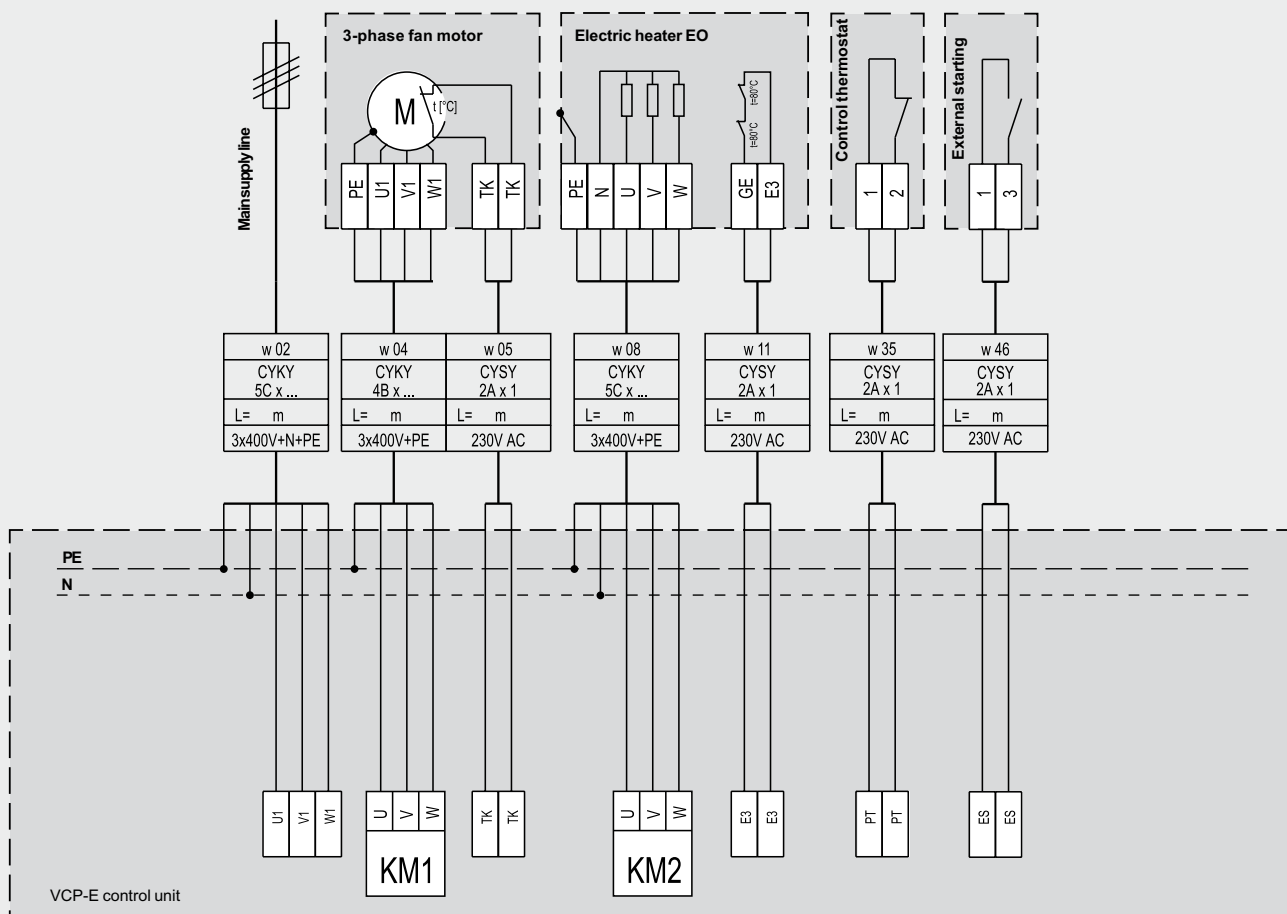 3-phase fan motor
Electric heater EO
Control thermostat
External starting
Main supply line
M
t [°C]
t=80°C
t=80°C
PE
U1
V1
W1
TK
TK
PE
N
U
V
W
GE
E3
1
2
1
3
w 02
CYKY
5C x ...
L= m
3x400V+N+PE
w 04
CYKY
4B x ...
L= m
3x400V+PE
w 05
CYSY
2A x 1
L= m
230V AC
w 08
CYKY
5C x ...
L= m
3x400V+PE
w 11
CYSY
2A x 1
L= m
230V AC
w 35
CYSY
2A x 1
L= m
230V AC
w 46
CYSY
2A x 1
L= m
230V AC
PE
N
U1
V1
W1
U
V
W
KM1
TK
TK
U
V
W
KM2
E3
E3
PT
PT
ES
ES
VCP-E control unit